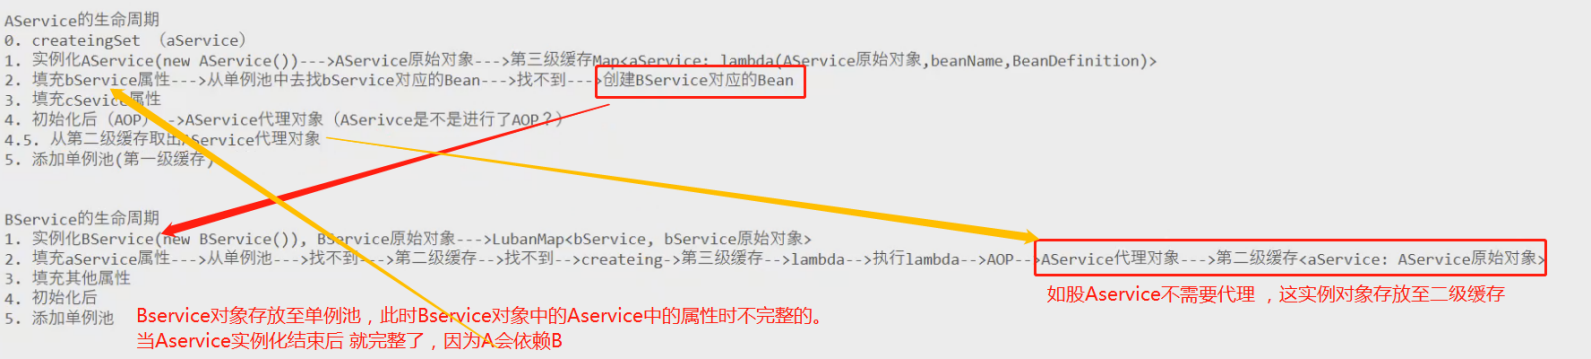 AService的生命周期
0. createingSet （aService）
1. 实例化AService(new AService())--->AService原始对象--->第三级缓存Map<aService: lambda(AService原始对象,beanName,BeanDefinition)>
2. 填充bService属性--->从单例池中去找bService对应的Bean--->找不到--->创建BService对应的Bean
3. 填充cSevice属性
4. 初始化后（AOP）-->AService代理对象（ASerivce是不是进行了AOP？）
4.5. 从第二级缓存取出AService代理对象
5. 添加单例池(第一级缓存)
BService的生命周期
1. 实例化BService(new BService()), BService原始对象--->LubanMap<bService, bService原始对象>
2. 填充aService属性--->从单例池--->找不到--->第二级缓存-->找不到-->createing->第三级缓存-->lambda-->执行lambda-->AOP-->AService代理对象--->第二级缓存<aService: AService原始对象>
3. 填充其他属性
4. 初始化后
5. 添加单例池
如股Aservice不需要代理 ，这实例对象存放至二级缓存
Bservice对象存放至单例池，此时Bservice对象中的Aservice中的属性时不完整的。
当Aservice实例化结束后 就完整了，因为A会依赖B